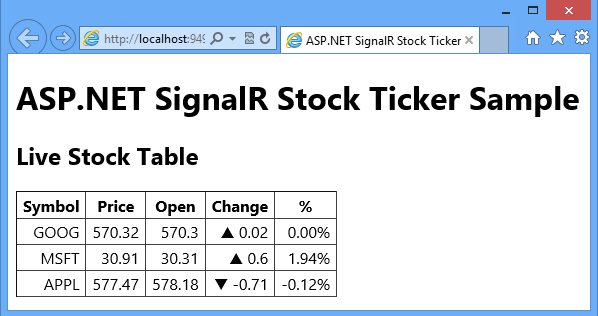 http://localhost:949
ASP.NET SignalR Stock Ticker
ASP.NET SignalR Stock Ticker Sample
Live Stock Table
Symbol Price Open Change %
GOOG 570.32 570.3 ▲ 0.02 0.00%
MSFT 30.91 30.31 ▲ 0.6 1.94%
APPL 577.47 578.18 ▼ -0.71 -0.12%